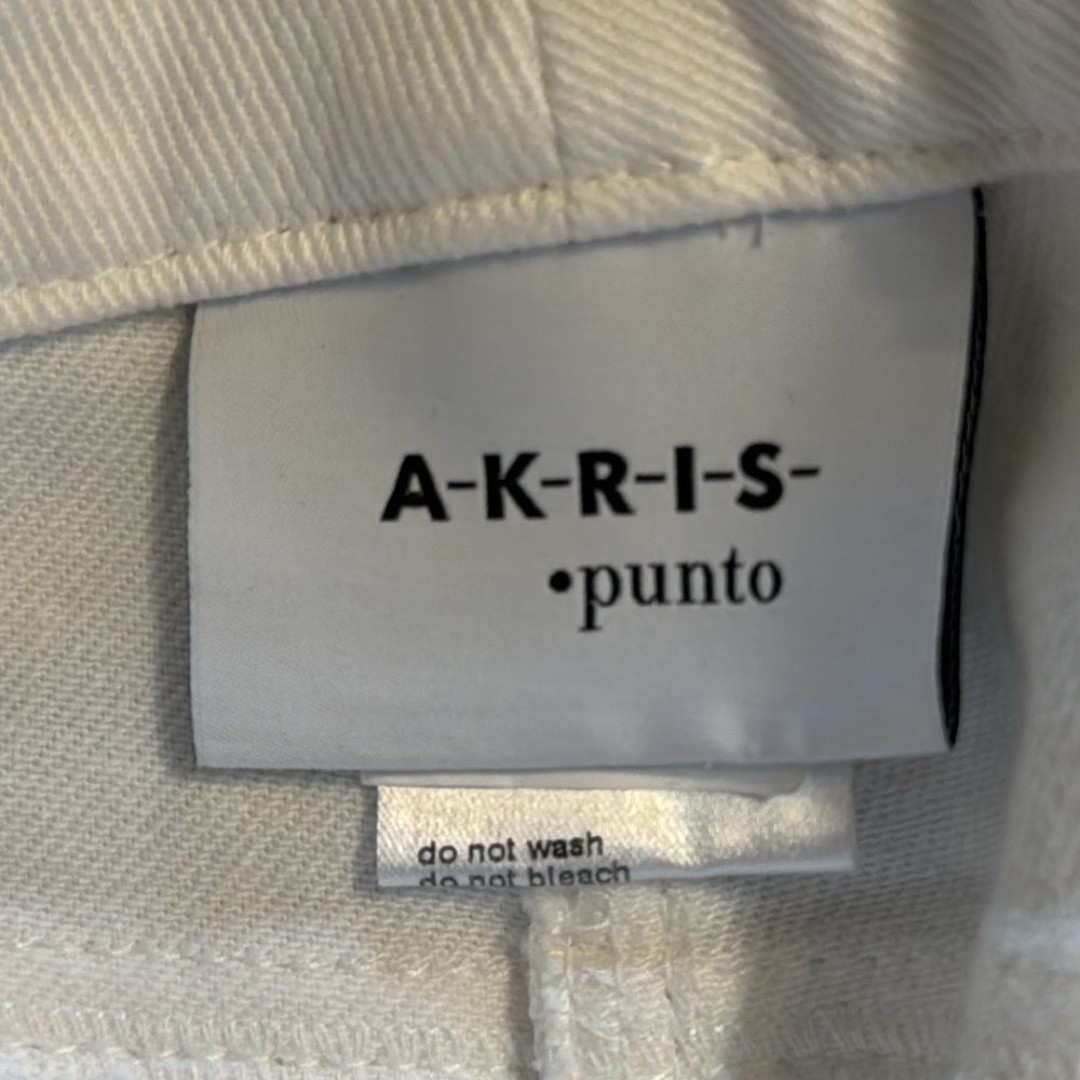 A-K-R-I-S-
•punto
do not wash
do not bleach